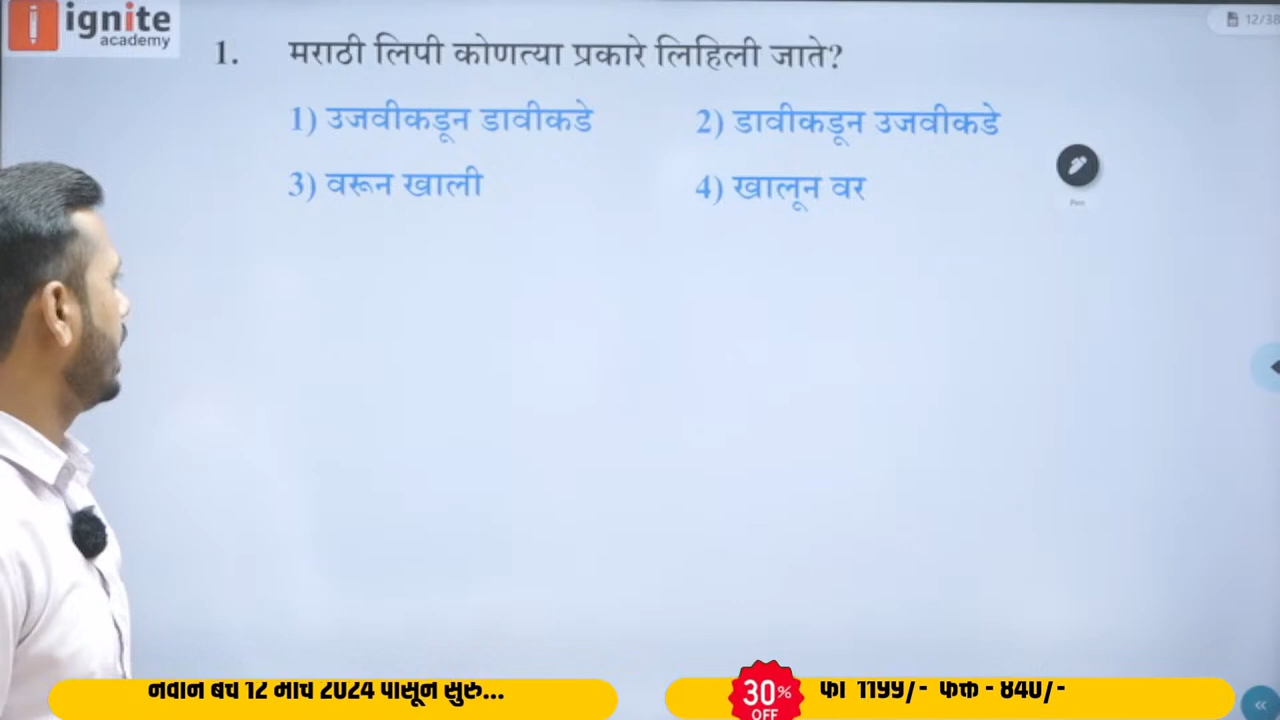 ignite
academy
12/38
1. मराठी लिपी कोणत्या प्रकारे लिहिली जाते?
1) उजवीकडून डावीकडे 2) डावीकडून उजवीकडे
3) वरून खाली 4) खालून वर
Pen
नवीन बॅच 12 मार्च 2024 पासून सुरु...
30% OFF
फी 1199/- फक्त - 840/-